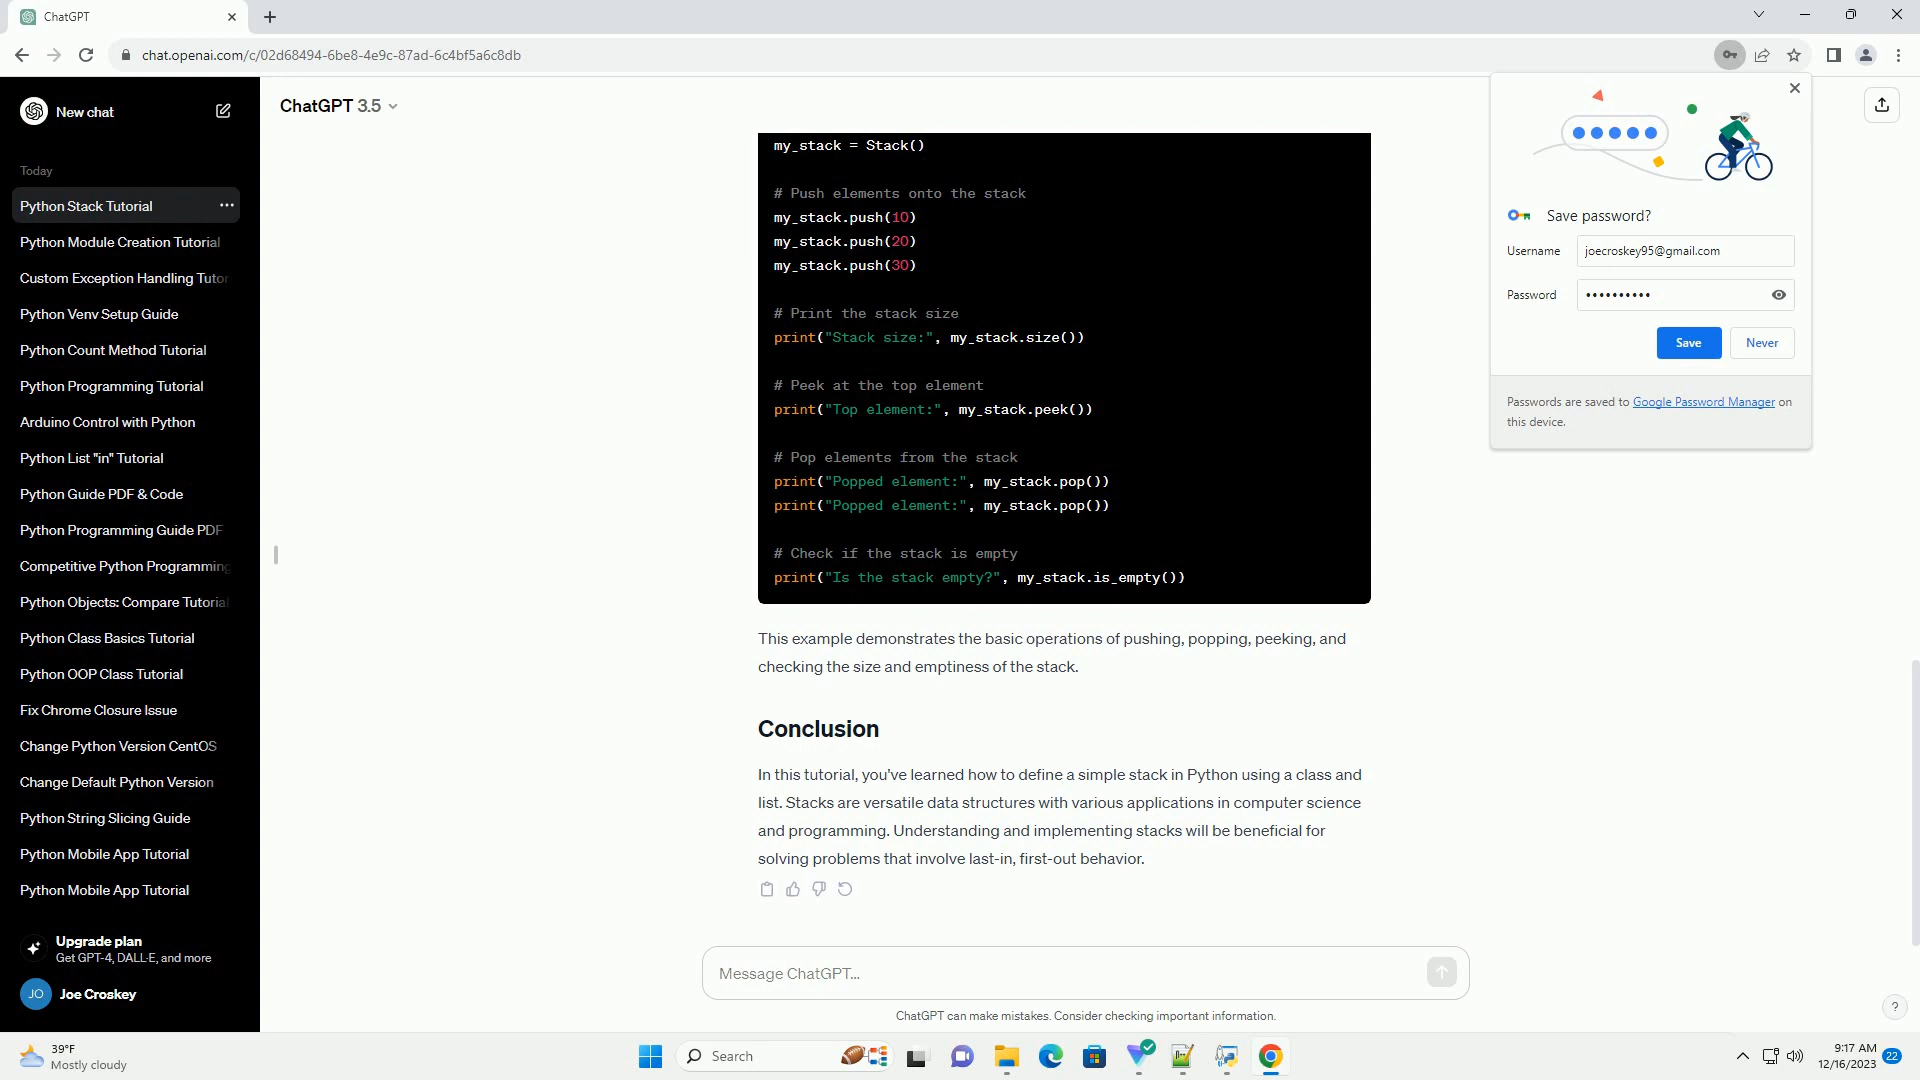 ChatGPT
chat.openai.com/c/02d68494-6be8-4e9c-87ad-6c4bf5a6c8db
New chat
Today
Python Stack Tutorial
Python Module Creation Tutorial
Custom Exception Handling Tutor
Python Venv Setup Guide
Python Count Method Tutorial
Python Programming Tutorial
Arduino Control with Python
Python List "in" Tutorial
Python Guide PDF & Code
Python Programming Guide PDF
Competitive Python Programming
Python Objects: Compare Tutorial
Python Class Basics Tutorial
Python OOP Class Tutorial
Fix Chrome Closure Issue
Change Python Version CentOS
Change Default Python Version
Python String Slicing Guide
Python Mobile App Tutorial
Python Mobile App Tutorial
Upgrade plan
Get GPT-4, DALL·E, and more
JO Joe Croskey
ChatGPT 3.5
my_stack = Stack()
# Push elements onto the stack
my_stack.push(10)
my_stack.push(20)
my_stack.push(30)
# Print the stack size
print("Stack size:", my_stack.size())
# Peek at the top element
print("Top element:", my_stack.peek())
# Pop elements from the stack
print("Popped element:", my_stack.pop())
print("Popped element:", my_stack.pop())
# Check if the stack is empty
print("Is the stack empty?", my_stack.is_empty())
This example demonstrates the basic operations of pushing, popping, peeking, and
checking the size and emptiness of the stack.
Conclusion
In this tutorial, you've learned how to define a simple stack in Python using a class and
list. Stacks are versatile data structures with various applications in computer science
and programming. Understanding and implementing stacks will be beneficial for
solving problems that involve last-in, first-out behavior.
Message ChatGPT...
ChatGPT can make mistakes. Consider checking important information.
?
Save password?
Username joecroskey95@gmail.com
Password ••••••••••
Save Never
Passwords are saved to Google Password Manager on
this device.
39°F
Mostly cloudy
Search
9:17 AM
12/16/2023
22